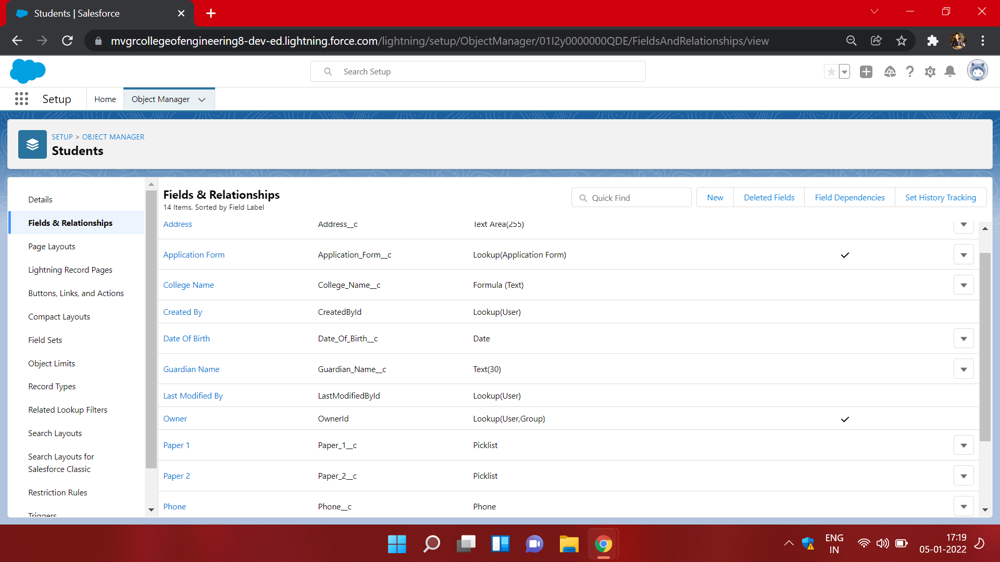 Students | Salesforce
mvgrcollegeofengineering8-dev-ed.lightning.force.com/lightning/setup/ObjectManager/01I2y0000000QDE/FieldsAndRelationships/view
Search Setup
Setup
Home
Object Manager
SETUP > OBJECT MANAGER
Students
Details
Fields & Relationships
Page Layouts
Lightning Record Pages
Buttons, Links, and Actions
Compact Layouts
Field Sets
Object Limits
Record Types
Related Lookup Filters
Search Layouts
Search Layouts for
Salesforce Classic
Restriction Rules
Triggers
Fields & Relationships
14 Items, Sorted by Field Label
Quick Find
New
Deleted Fields
Field Dependencies
Set History Tracking
Address Address__c Text Area(255)
Application Form Application_Form__c Lookup(Application Form)
College Name College_Name__c Formula (Text)
Created By CreatedById Lookup(User)
Date Of Birth Date_Of_Birth__c Date
Guardian Name Guardian_Name__c Text(30)
Last Modified By LastModifiedById Lookup(User)
Owner OwnerId Lookup(User,Group)
Paper 1 Paper_1__c Picklist
Paper 2 Paper_2__c Picklist
Phone Phone__c Phone
ENG
IN
17:19
05-01-2022